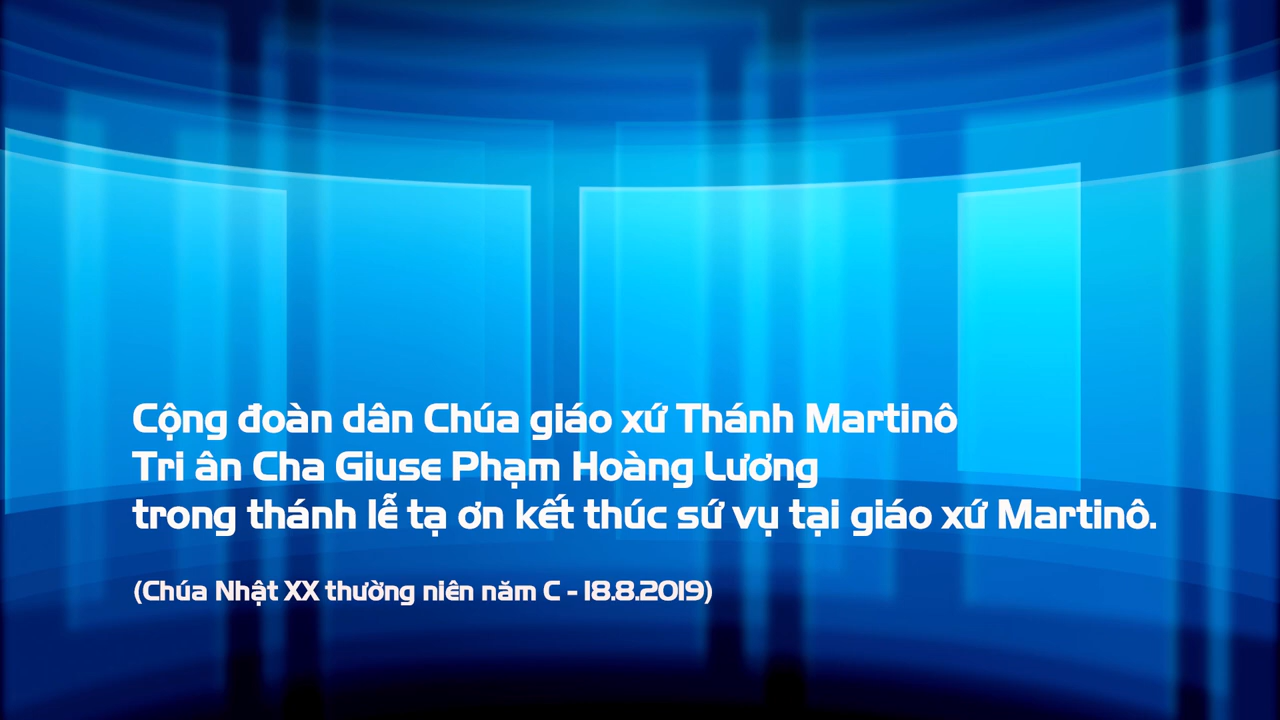 Cộng đoàn dân Chúa giáo xứ Thánh Martinô
Tri ân Cha Giuse Phạm Hoàng Lương
trong thánh lễ tạ ơn kết thúc sứ vụ tại giáo xứ Martinô.
(Chúa Nhật XX thường niên năm C - 18.8.2019)